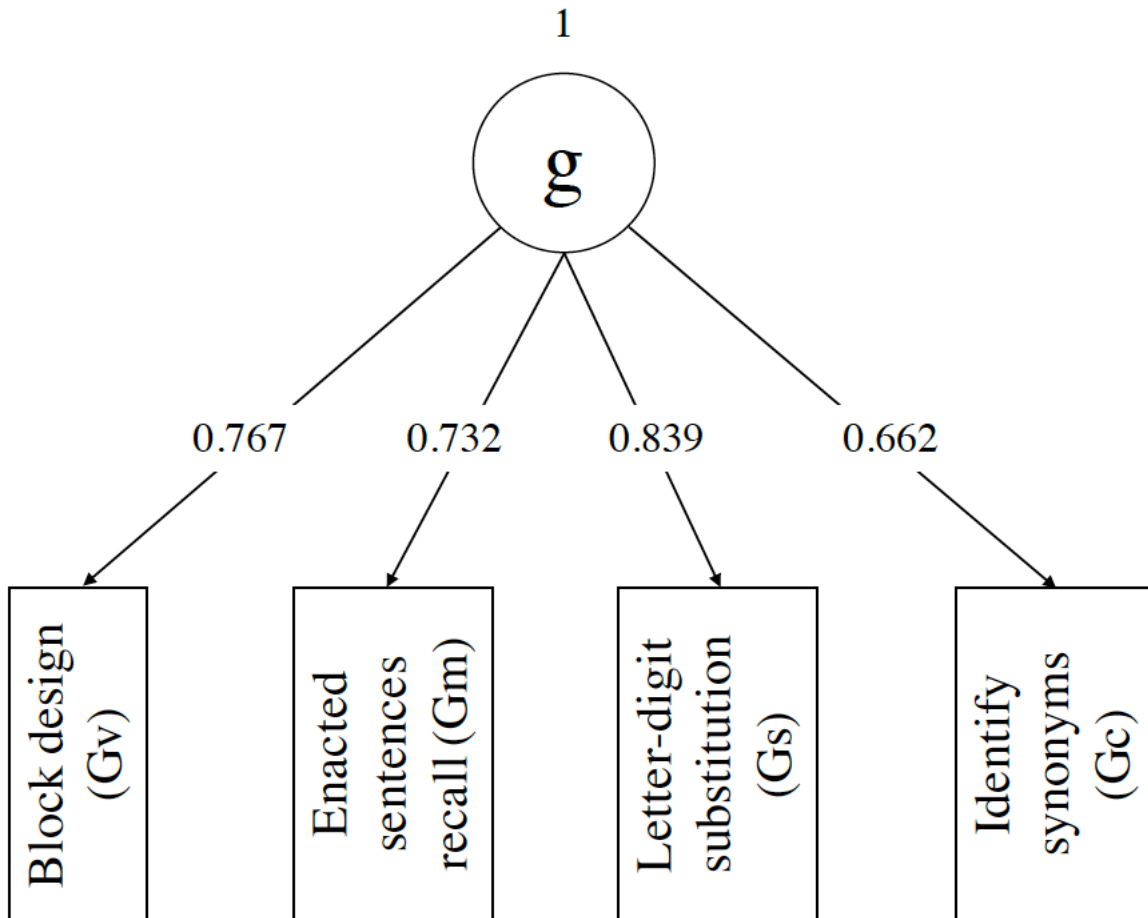 1
g
0.767
0.732
0.839
0.662
Block design
(Gv)
Enacted
sentences
recall (Gm)
Letter-digit
substitution
(Gs)
Identify
synonyms
(Gc)